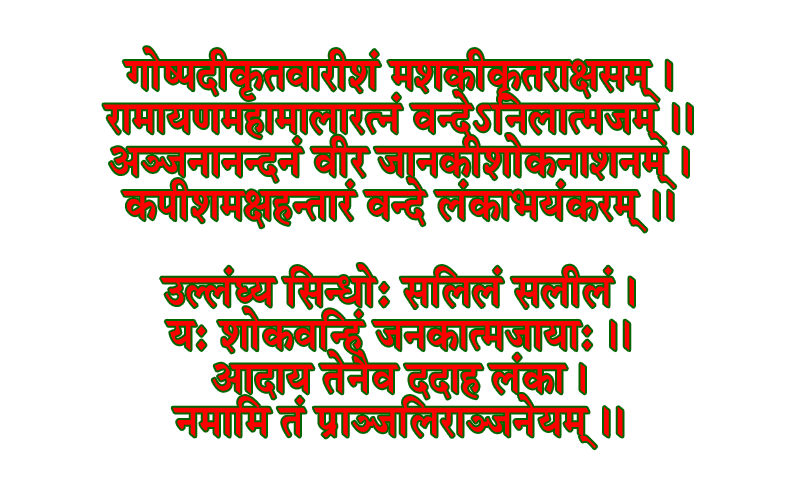 गोष्पदीकृतवारीशं मशकीकृतराक्षसम् ।
रामायणमहामालारत्नं वन्देऽनिलात्मजम् ।।
अञ्जनानन्दनं वीर जानकीशोकनाशनम् ।
कपीशमक्षहन्तारं वन्दे लंकाभयंकरम् ।।
उल्लंघ्य सिन्धोः सलिलं सलीलं ।
यः शोकवन्हिं जनकात्मजायाः ।।
आदाय तेनैव ददाह लंका ।
नमामि तं प्राञ्जलिराञ्जनेयम् ।।